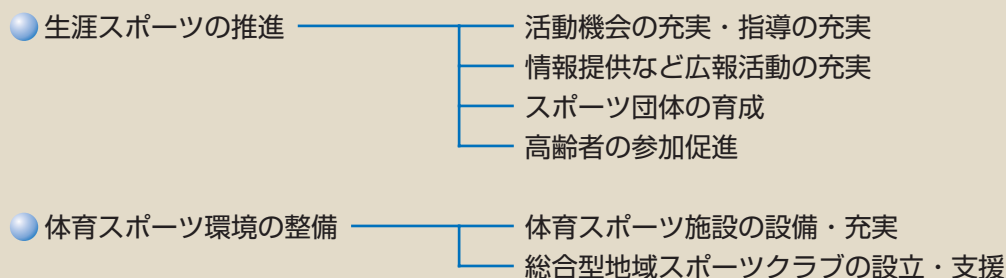 生涯スポーツの推進
活動機会の充実・指導の充実
情報提供など広報活動の充実
スポーツ団体の育成
高齢者の参加促進
体育スポーツ環境の整備
体育スポーツ施設の設備・充実
総合型地域スポーツクラブの設立・支援